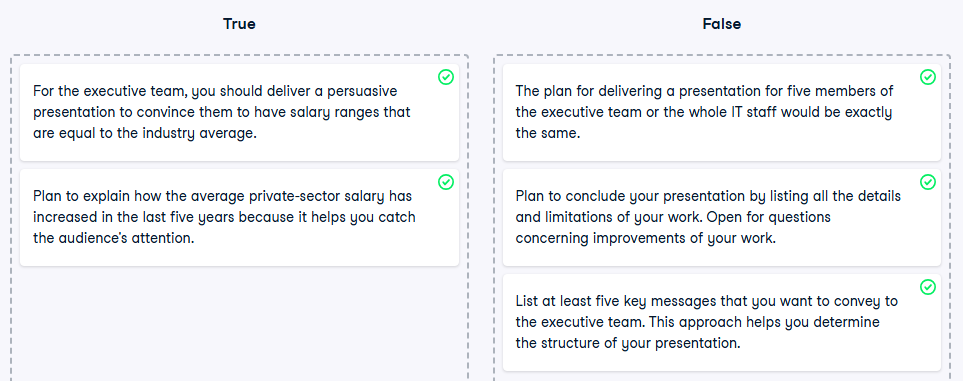 True
For the executive team, you should deliver a persuasive
presentation to convince them to have salary ranges that
are equal to the industry average.
Plan to explain how the average private-sector salary has
increased in the last five years because it helps you catch
the audience's attention.
False
The plan for delivering a presentation for five members of
the executive team or the whole IT staff would be exactly
the same.
Plan to conclude your presentation by listing all the details
and limitations of your work. Open for questions
concerning improvements of your work.
List at least five key messages that you want to convey to
the executive team. This approach helps you determine
the structure of your presentation.